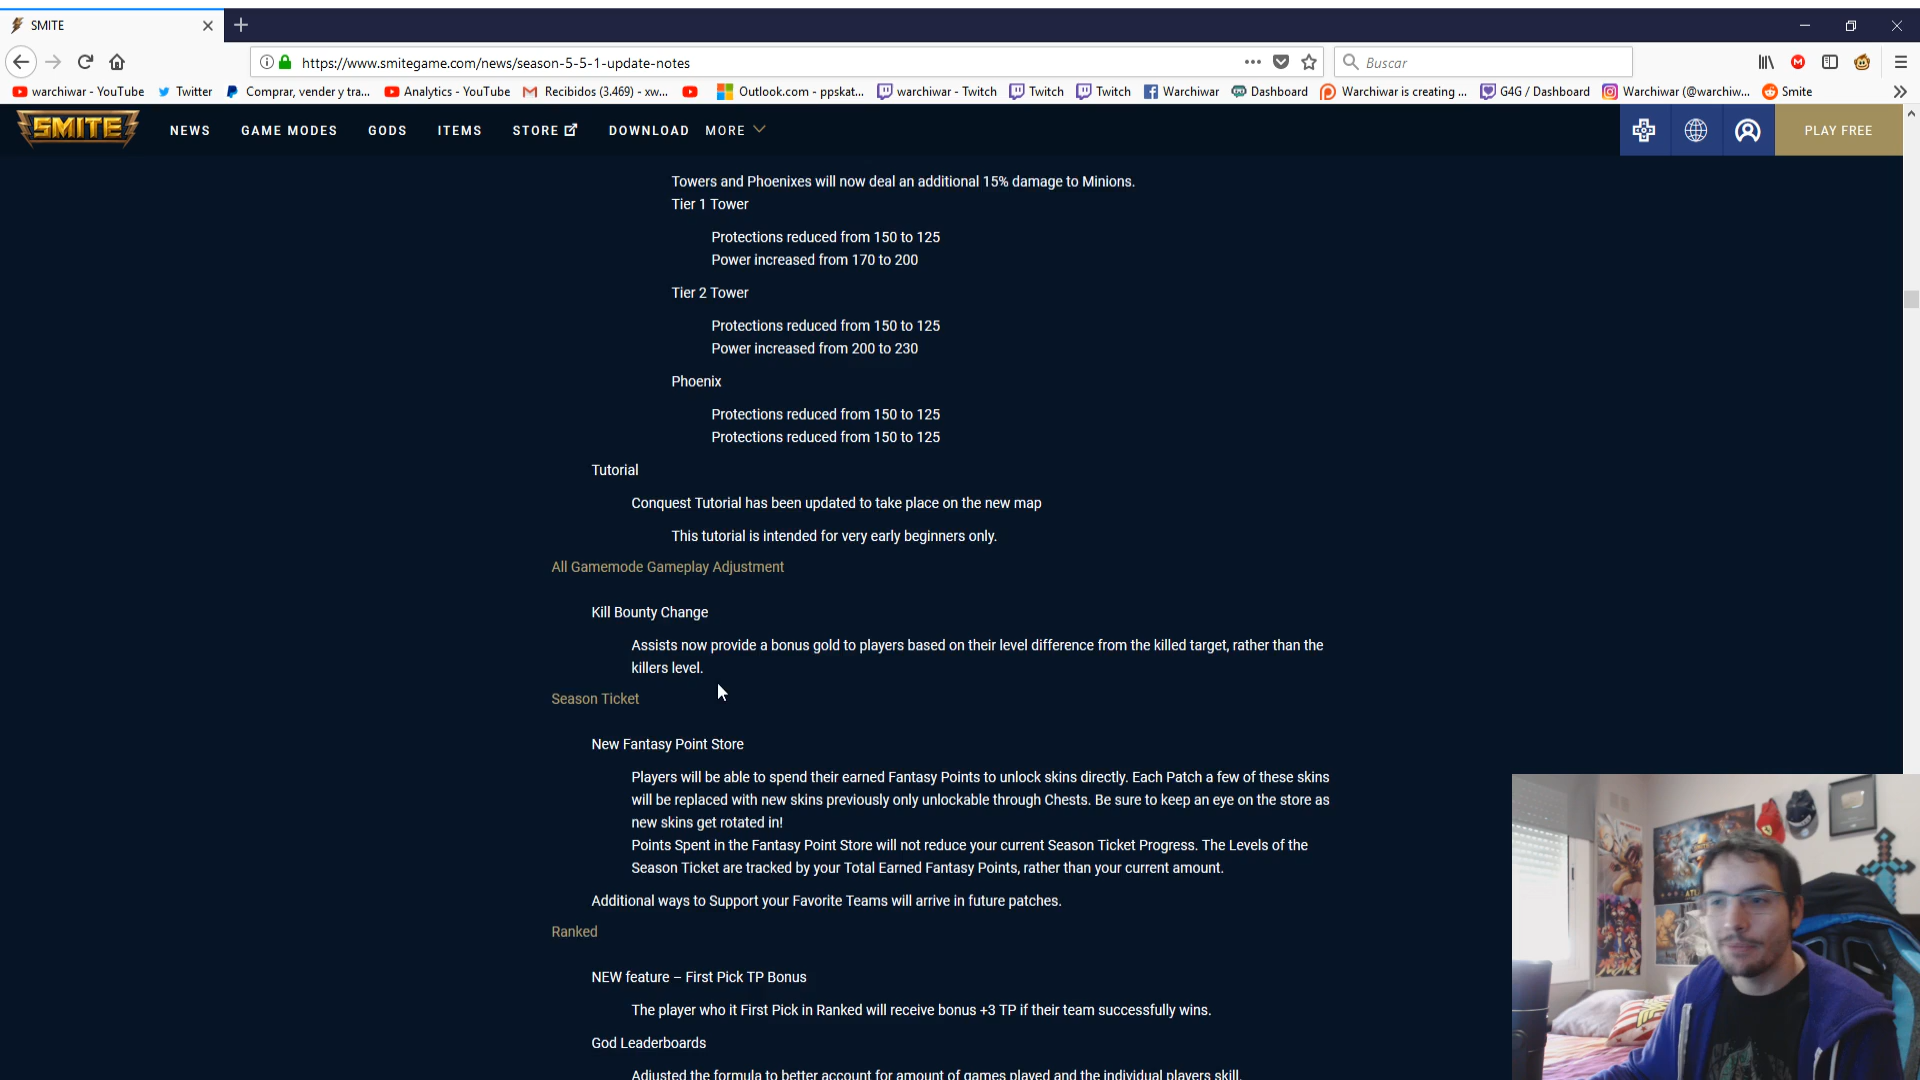 SMITE
https://www.smitegame.com/news/season-5-5-1-update-notes
Buscar
warchiwar - YouTube
Twitter
Comprar, vender y tra...
Analytics - YouTube
Recibidos (3.469) - xw...
Outlook.com - ppskat...
warchiwar - Twitch
Twitch
Twitch
Warchiwar
Dashboard
Warchiwar is creating ...
G4G / Dashboard
Warchiwar (@warchiw...
Smite
SMITE
NEWS
GAME MODES
GODS
ITEMS
STORE
DOWNLOAD
MORE
PLAY FREE
Towers and Phoenixes will now deal an additional 15% damage to Minions.
Tier 1 Tower
Protections reduced from 150 to 125
Power increased from 170 to 200
Tier 2 Tower
Protections reduced from 150 to 125
Power increased from 200 to 230
Phoenix
Protections reduced from 150 to 125
Protections reduced from 150 to 125
Tutorial
Conquest Tutorial has been updated to take place on the new map
This tutorial is intended for very early beginners only.
All Gamemode Gameplay Adjustment
Kill Bounty Change
Assists now provide a bonus gold to players based on their level difference from the killed target, rather than the
killers level.
Season Ticket
New Fantasy Point Store
Players will be able to spend their earned Fantasy Points to unlock skins directly. Each Patch a few of these skins
will be replaced with new skins previously only unlockable through Chests. Be sure to keep an eye on the store as
new skins get rotated in!
Points Spent in the Fantasy Point Store will not reduce your current Season Ticket Progress. The Levels of the
Season Ticket are tracked by your Total Earned Fantasy Points, rather than your current amount.
Additional ways to Support your Favorite Teams will arrive in future patches.
Ranked
NEW feature – First Pick TP Bonus
The player who it First Pick in Ranked will receive bonus +3 TP if their team successfully wins.
God Leaderboards
Adjusted the formula to better account for amount of games played and the individual players skill.